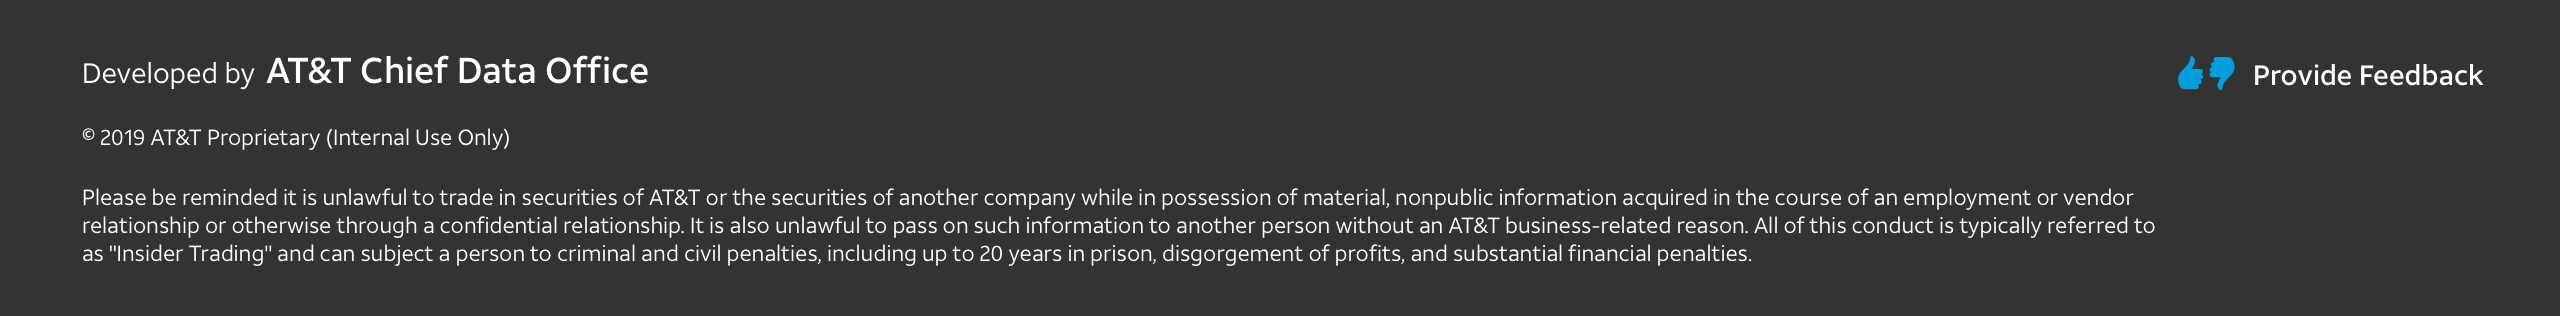 Developed by AT&T Chief Data Office
Provide Feedback
© 2019 AT&T Proprietary (Internal Use Only)
Please be reminded it is unlawful to trade in securities of AT&T or the securities of another company while in possession of material, nonpublic information acquired in the course of an employment or vendor
relationship or otherwise through a confidential relationship. It is also unlawful to pass on such information to another person without an AT&T business-related reason. All of this conduct is typically referred to
as "Insider Trading" and can subject a person to criminal and civil penalties, including up to 20 years in prison, disgorgement of profits, and substantial financial penalties.